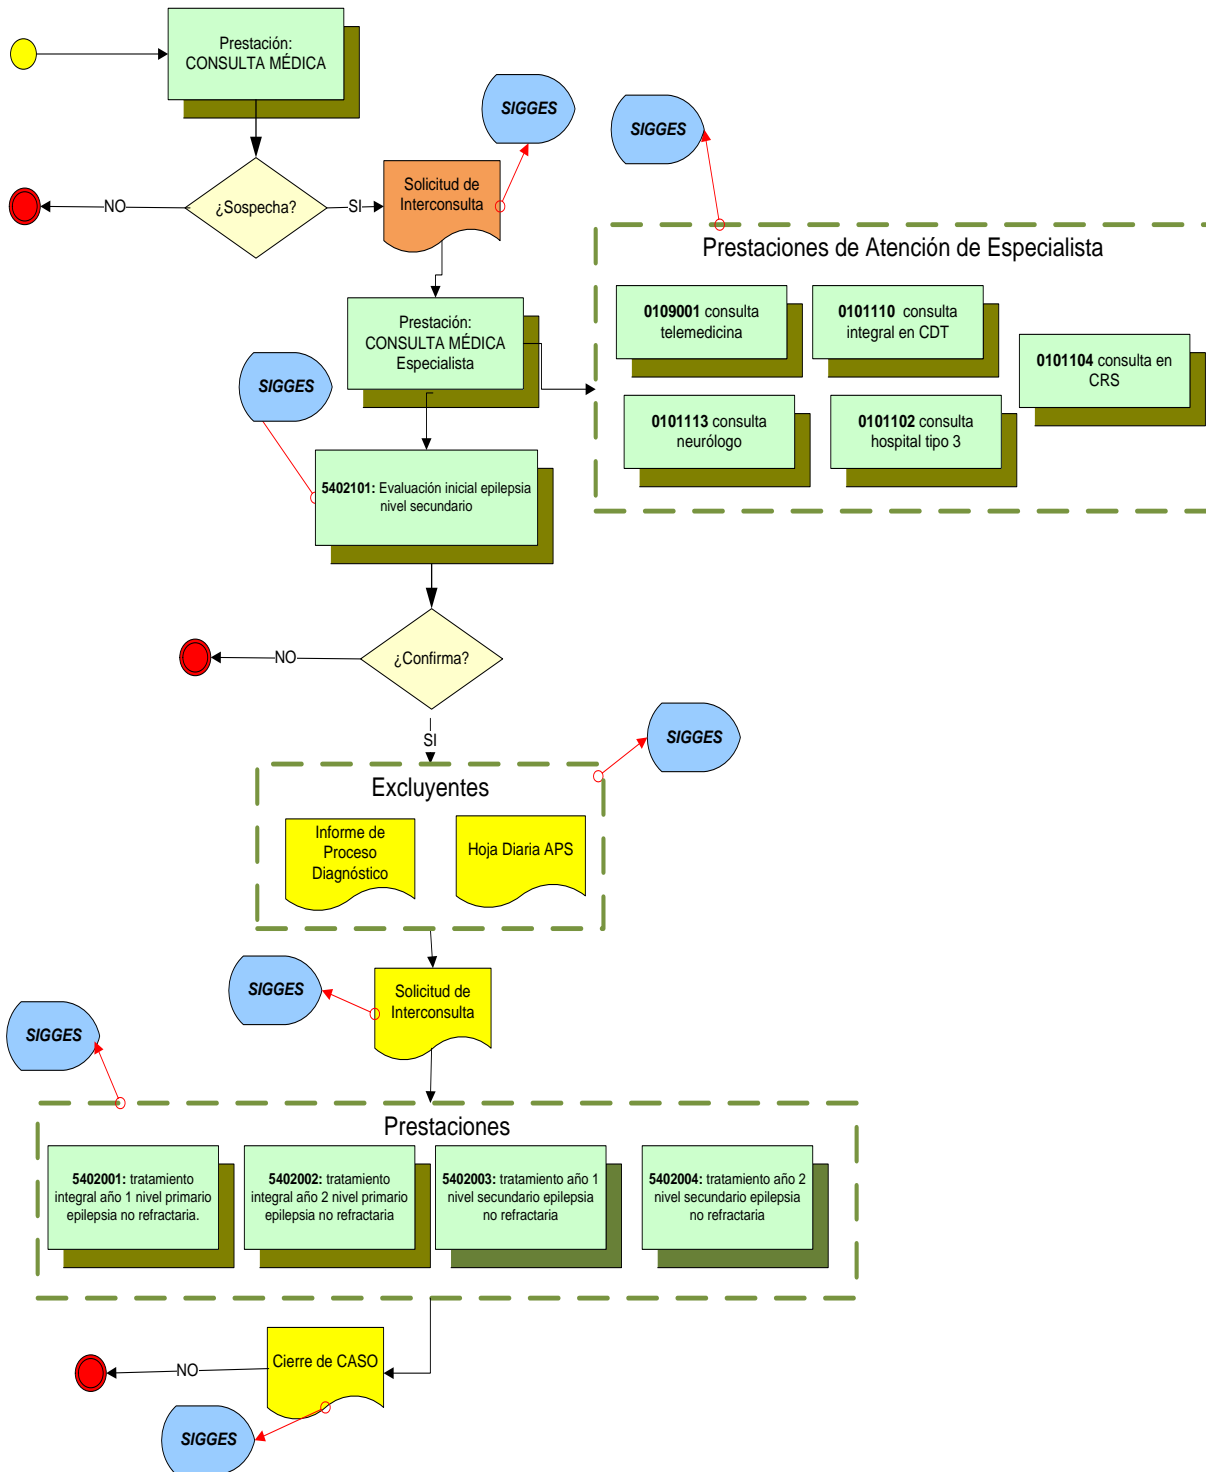 Prestación:
CONSULTA MÉDICA
SIGGES
SIGGES
¿Sospecha?
NO
SI
Solicitud de
Interconsulta
Prestaciones de Atención de Especialista
0109001 consulta
telemedicina
0101110 consulta
integral en CDT
0101104 consulta en
CRS
0101113 consulta
neurólogo
0101102 consulta
hospital tipo 3
Prestación:
CONSULTA MÉDICA
Especialista
SIGGES
5402101: Evaluación inicial epilepsia
nivel secundario
¿Confirma?
NO
SI
SIGGES
Excluyentes
Informe de
Proceso
Diagnóstico
Hoja Diaria APS
SIGGES
Solicitud de
Interconsulta
SIGGES
Prestaciones
5402001: tratamiento
integral año 1 nivel primario
epilepsia no refractaria.
5402002: tratamiento
integral año 2 nivel primario
epilepsia no refractaria
5402003: tratamiento año 1
nivel secundario epilepsia
no refractaria
5402004: tratamiento año 2
nivel secundario epilepsia
no refractaria
Cierre de CASO
NO
SIGGES